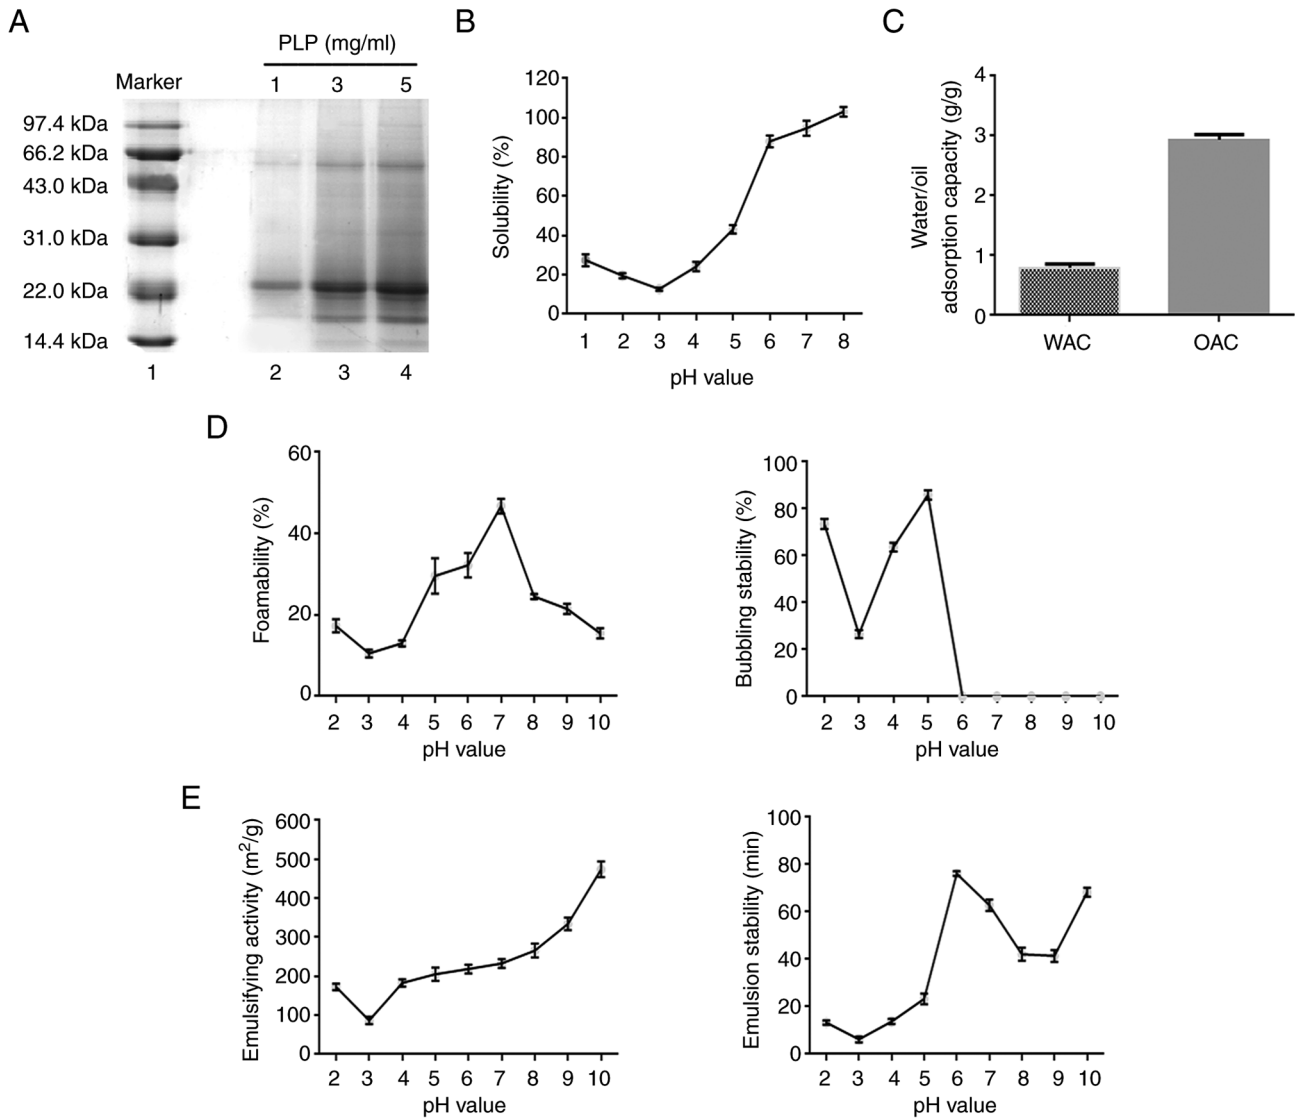 A
PLP (mg/ml)
Marker 1 3 5
97.4 kDa
66.2 kDa
43.0 kDa
31.0 kDa
22.0 kDa
14.4 kDa
1 2 3 4
B
Solubility (%)
120
100
80
60
40
20
0
1 2 3 4 5 6 7 8
pH value
C
Water/oil
adsorption capacity (g/g)
4
3
2
1
0
WAC OAC
D
Foamability (%)
60
40
20
0
2 3 4 5 6 7 8 9 10
pH value
Bubbling stability (%)
100
80
60
40
20
0
2 3 4 5 6 7 8 9 10
pH value
E
Emulsifying activity (m²/g)
600
500
400
300
200
100
0
2 3 4 5 6 7 8 9 10
pH value
Emulsion stability (min)
100
80
60
40
20
0
2 3 4 5 6 7 8 9 10
pH value